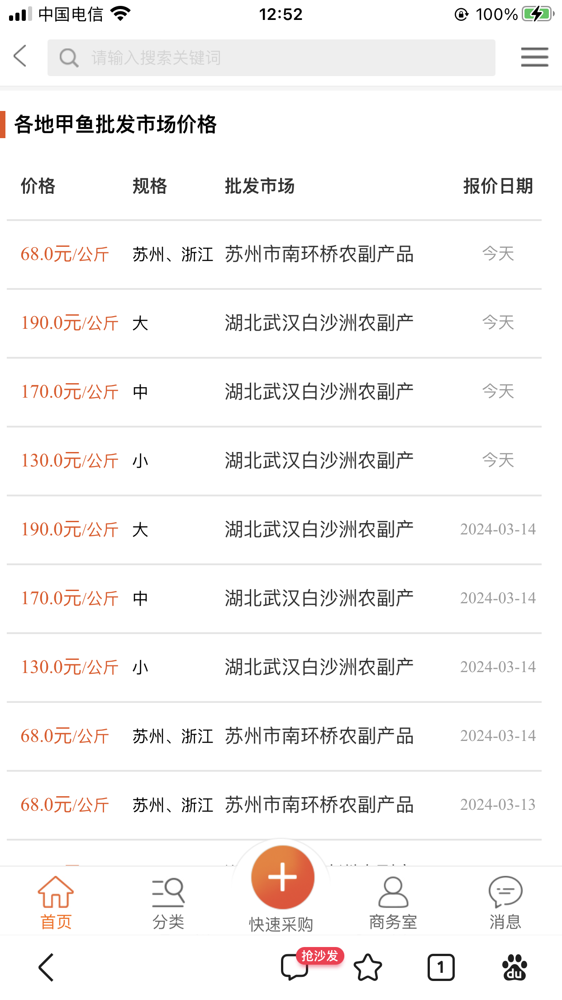 中国电信 12:52 100%
请输入搜索关键词
各地甲鱼批发市场价格
价格 规格 批发市场 报价日期
68.0元/公斤 苏州、浙江 苏州市南环桥农副产品 今天
190.0元/公斤 大 湖北武汉白沙洲农副产 今天
170.0元/公斤 中 湖北武汉白沙洲农副产 今天
130.0元/公斤 小 湖北武汉白沙洲农副产 今天
190.0元/公斤 大 湖北武汉白沙洲农副产 2024-03-14
170.0元/公斤 中 湖北武汉白沙洲农副产 2024-03-14
130.0元/公斤 小 湖北武汉白沙洲农副产 2024-03-14
68.0元/公斤 苏州、浙江 苏州市南环桥农副产品 2024-03-14
68.0元/公斤 苏州、浙江 苏州市南环桥农副产品 2024-03-13
首页 分类 快速采购 商务室 消息
抢沙发
1 du